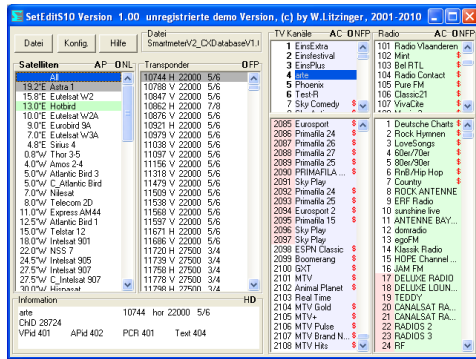 SetEditS10 Version 1.00 unregistrierte demo Version, (c) by W.Litzinger, 2001-2010
Datei
Konfig.
Hilfe
Datei
SmartmeterV2_CXDatabaseV1.(
Satelliten AP ONL
All
19.2°E Astra 1
15.8°E Eutelsat W2
13.0°E Hotbird
10.0°E Eutelsat W2A
9.0°E Eurobird 9A
7.0°E Eutelsat W3A
4.8°E Sirius 4
0.8°W Thor 3-5
4.0°W Amos 2-4
5.0°W Atlantic Bird 3
5.0°W C_Atlantic Bird
7.0°W Nilesat
8.0°W Telecom 2D
11.0°W Express AM44
12.5°W Atlantic Bird 1
15.0°W Telstar 12
18.0°W Intelsat 901
22.0°W NSS 7
24.5°W Intelsat 905
27.5°W Intelsat 907
27.5°W C_Intelsat 907
30.0°W Hispasat
Transponder OFP
10744 H 22000 5/6
10788 V 22000 5/6
10847 V 22000 5/6
10862 H 22000 7/8
10876 V 22000 5/6
10921 H 22000 5/6
10979 V 22000 5/6
11038 V 22000 5/6
11097 V 22000 5/6
11156 V 22000 5/6
11318 V 22000 5/6
11479 V 22000 5/6
11509 V 22000 5/6
11538 V 22000 5/6
11568 V 22000 5/6
11597 V 22000 5/6
11671 H 22000 5/6
11686 V 22000 5/6
11720 H 27500 3/4
11739 V 27500 3/4
11758 H 27500 3/4
11778 V 27500 3/4
11798 H 27500 3/4
TV Kanäle AC ONFP
1 EinsExtra
2 Einsfestival
3 EinsPlus
4 arte
5 Phoenix
6 Test-R
7 Sky Comedy $
2085 Eurosport $
2086 Primafila 24 $
2087 Primafila 26 $
2088 Primafila 27 $
2089 Primafila 25 $
2090 PRIMAFILA ... $
2091 Sky Play
2092 Primafila 24 $
2093 Primafila 25 $
2094 Eurosport 2 $
2095 Primafila 15 $
2096 Sky Play
2097 Sky Play
2098 ESPN Classic $
2099 Boomerang $
2100 GXT $
2101 MTV $
2102 Animal Planet $
2103 Real Time
2104 MTV Gold $
2105 MTV+ $
2106 MTV Pulse $
2107 MTV Brand N... $
2108 MTV Hits $
Radio AC ONFP
101 Radio Vlaanderen $
102 Mint $
103 Bel RTL $
104 Radio Contact $
105 Pure FM $
106 Classic21 $
107 VivaCite $
1 Deutsche Charts $
2 Rock Hymnen $
3 LoveSongs $
4 60er/70er $
5 80er/90er $
6 RnB/Hip Hop $
7 Country $
8 ROCK ANTENNE
9 ERF Radio
10 sunshine live
11 ANTENNE BAY...
12 domradio
13 egoFM
14 Klassik Radio
15 HOPE Channel ...
16 JAM FM
17 DELUXE RADIO
18 DELUXE LOUN...
19 TEDDY
20 CANALSAT RA...
21 CANALSAT RA...
22 RADIOS 2
23 RADIOS 3
24 RF
Information HD
arte 10744 hor 22000 5/6
CHID 28724
VPid 401 APid 402 PCR 401 Text 404